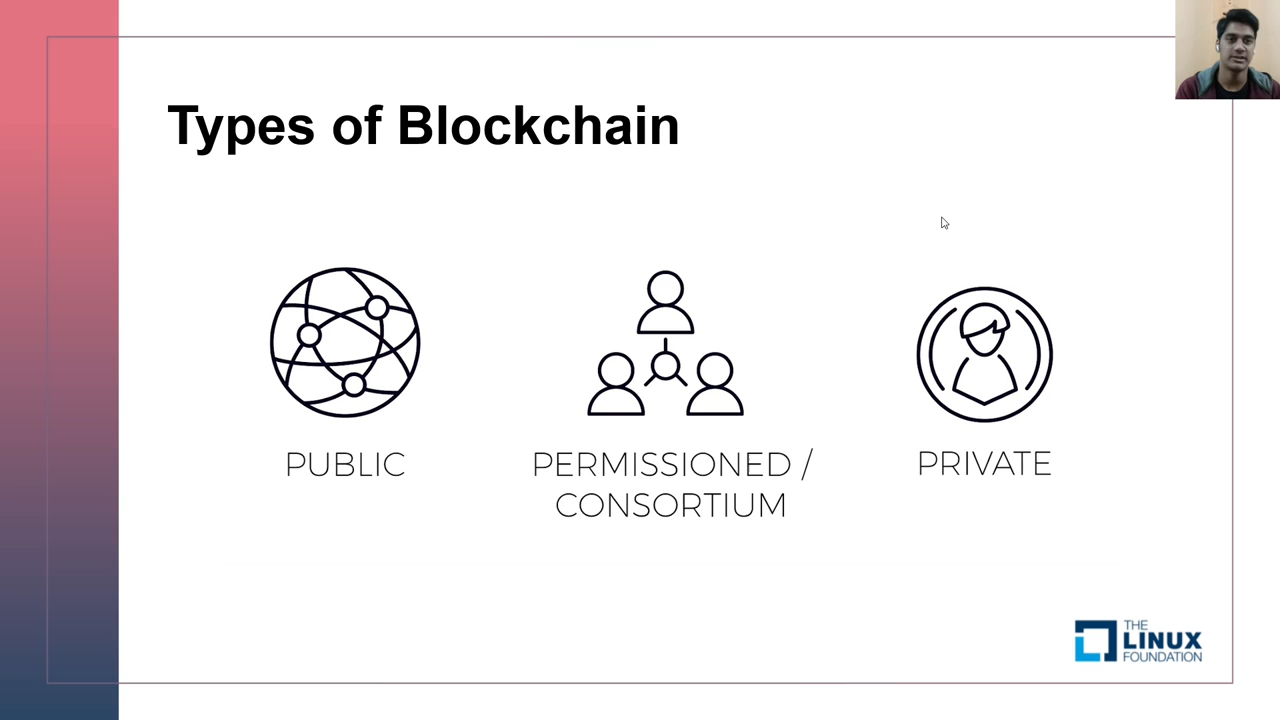 Types of Blockchain
PUBLIC
PERMISSIONED /
CONSORTIUM
PRIVATE
THE
LINUX
FOUNDATION